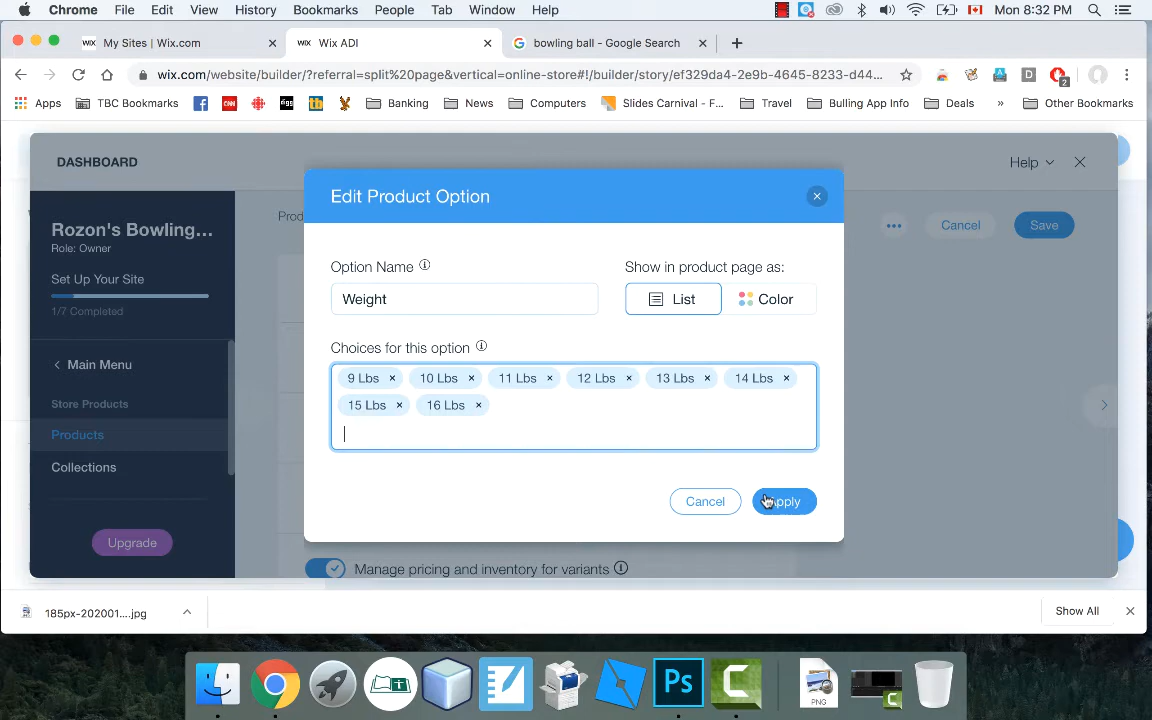 Chrome File Edit View History Bookmarks People Tab Window Help Mon 8:32 PM
WIX My Sites | Wix.com WIX Wix ADI bowling ball - Google Search
wix.com/website/builder/?referral=split%20page&vertical=online-store#!/builder/story/ef329da4-2e9b-4645-8233-d44...
Apps TBC Bookmarks CNN digg Banking News Computers Slides Carnival - F... Travel Bulling App Info Deals » Other Bookmarks
DASHBOARD Help
Edit Product Option
Rozon's Bowling... Prod Cancel Save
Role: Owner
Set Up Your Site
1/7 Completed
Option Name Show in product page as:
Weight List Color
Choices for this option
9 Lbs × 10 Lbs × 11 Lbs × 12 Lbs × 13 Lbs × 14 Lbs ×
15 Lbs × 16 Lbs ×
Main Menu
Store Products
Products
Collections
Cancel Apply
Upgrade
Manage pricing and inventory for variants
185px-202001....jpg Show All
Ps C
PNG